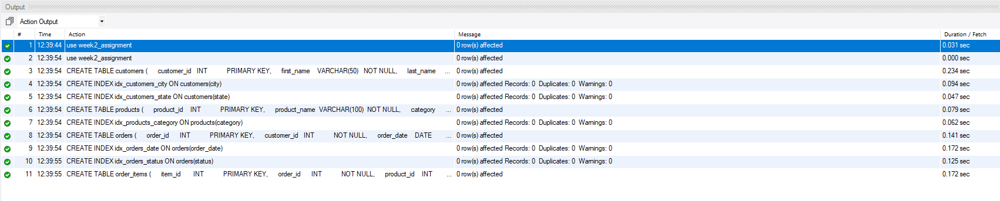 Output
Action Output
# Time Action Message Duration / Fetch
1 12:39:44 use week2_assignment 0 row(s) affected 0.031 sec
2 12:39:54 use week2_assignment 0 row(s) affected 0.000 sec
3 12:39:54 CREATE TABLE customers ( customer_id INT PRIMARY KEY, first_name VARCHAR(50) NOT NULL, last_name ... 0 row(s) affected 0.234 sec
4 12:39:54 CREATE INDEX idx_customers_city ON customers(city) 0 row(s) affected Records: 0 Duplicates: 0 Warnings: 0 0.094 sec
5 12:39:54 CREATE INDEX idx_customers_state ON customers(state) 0 row(s) affected Records: 0 Duplicates: 0 Warnings: 0 0.047 sec
6 12:39:54 CREATE TABLE products ( product_id INT PRIMARY KEY, product_name VARCHAR(100) NOT NULL, category ... 0 row(s) affected 0.079 sec
7 12:39:54 CREATE INDEX idx_products_category ON products(category) 0 row(s) affected Records: 0 Duplicates: 0 Warnings: 0 0.062 sec
8 12:39:54 CREATE TABLE orders ( order_id INT PRIMARY KEY, customer_id INT NOT NULL, order_date DATE ... 0 row(s) affected 0.141 sec
9 12:39:54 CREATE INDEX idx_orders_date ON orders(order_date) 0 row(s) affected Records: 0 Duplicates: 0 Warnings: 0 0.172 sec
10 12:39:55 CREATE INDEX idx_orders_status ON orders(status) 0 row(s) affected Records: 0 Duplicates: 0 Warnings: 0 0.125 sec
11 12:39:55 CREATE TABLE order_items ( item_id INT PRIMARY KEY, order_id INT NOT NULL, product_id INT ... 0 row(s) affected 0.172 sec